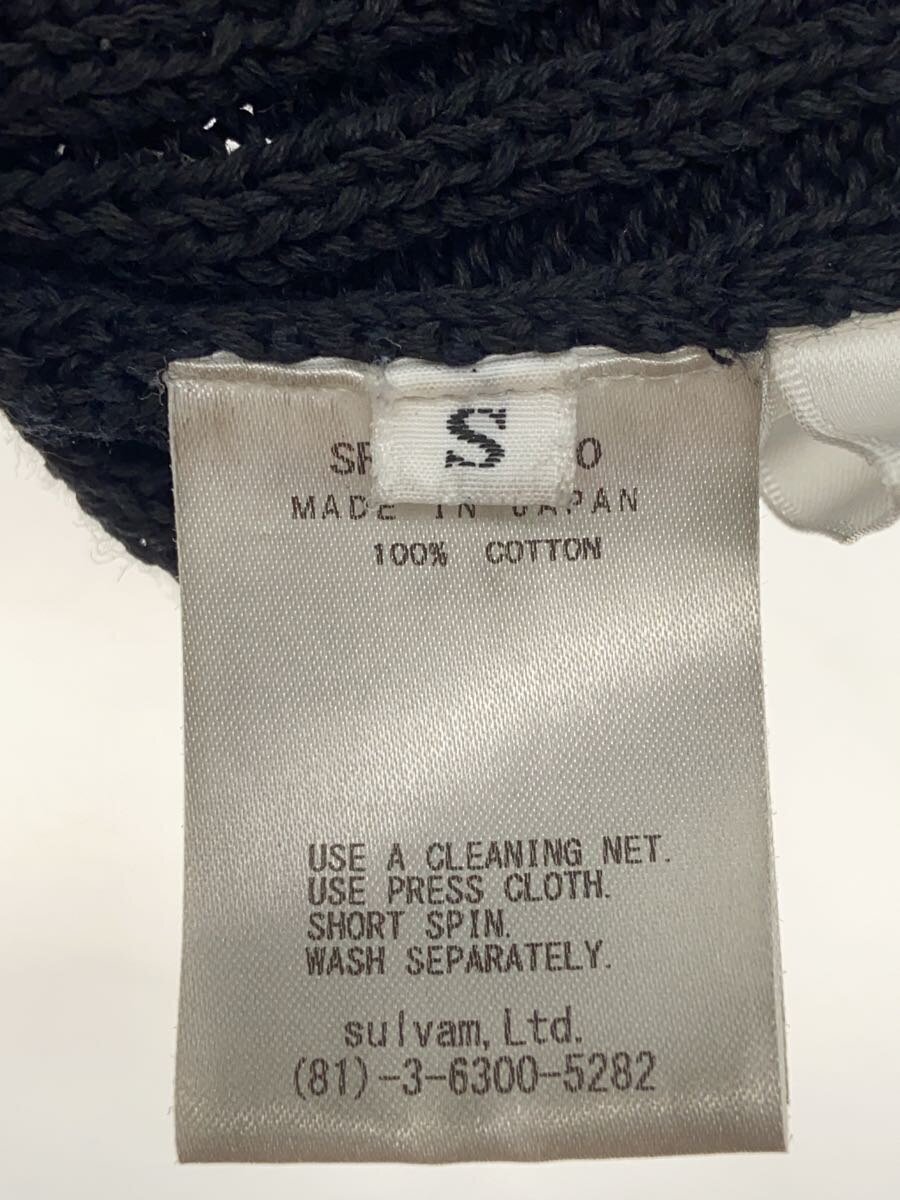 S
MADE IN JAPAN
100% COTTON
USE A CLEANING NET.
USE PRESS CLOTH.
SHORT SPIN.
WASH SEPARATELY.
sulvam, Ltd.
(81)-3-6300-5282